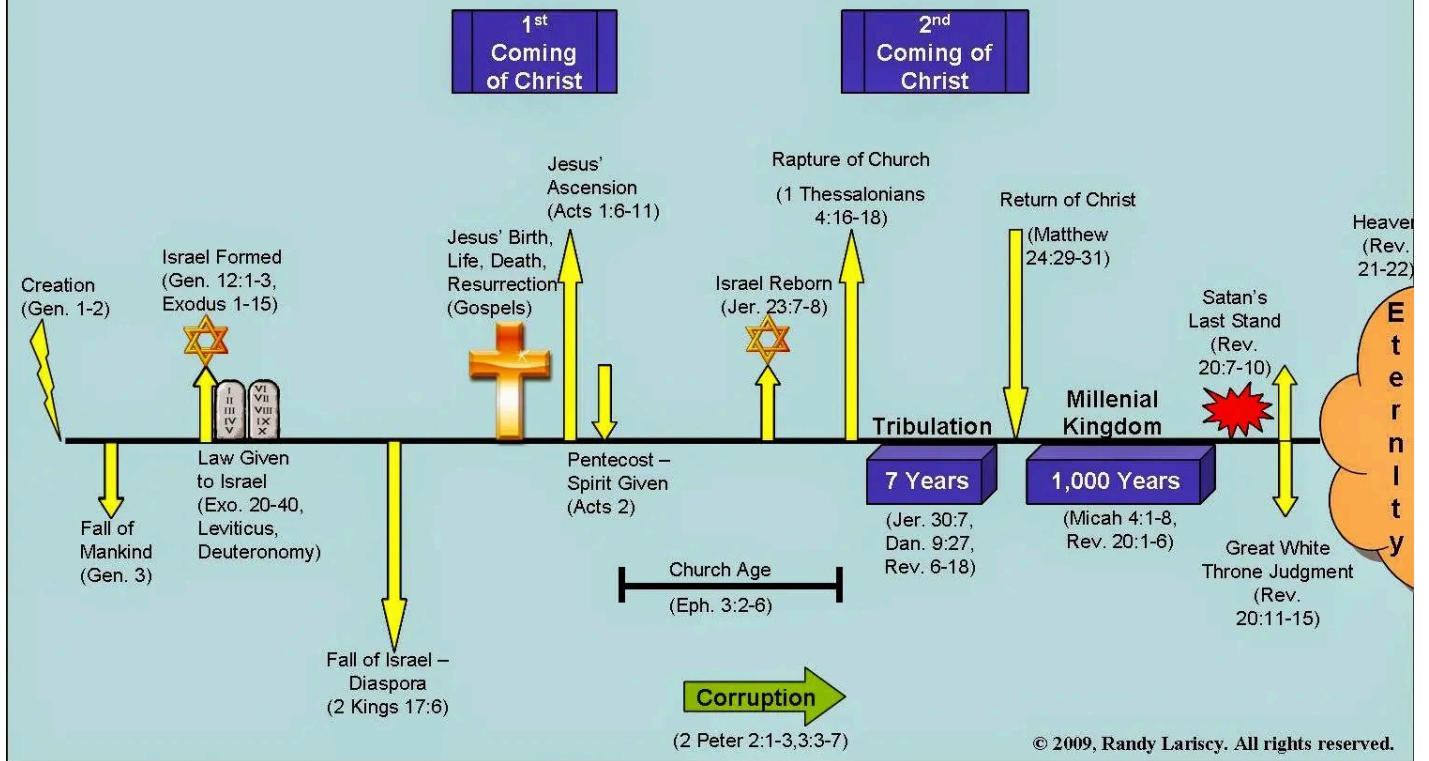 1st
Coming
of Christ
2nd
Coming of
Christ
Creation
(Gen. 1-2)
Fall of
Mankind
(Gen. 3)
Israel Formed
(Gen. 12:1-3,
Exodus 1-15)
I
II
III
IV
V
VI
VII
VIII
IX
X
Law Given
to Israel
(Exo. 20-40,
Leviticus,
Deuteronomy)
Fall of Israel –
Diaspora
(2 Kings 17:6)
Jesus' Birth,
Life, Death,
Resurrection
(Gospels)
Jesus'
Ascension
(Acts 1:6-11)
Pentecost –
Spirit Given
(Acts 2)
Church Age
(Eph. 3:2-6)
Corruption
(2 Peter 2:1-3,3:3-7)
Israel Reborn
(Jer. 23:7-8)
Rapture of Church
(1 Thessalonians
4:16-18)
Tribulation
7 Years
(Jer. 30:7,
Dan. 9:27,
Rev. 6-18)
Return of Christ
(Matthew
24:29-31)
Millenial
Kingdom
1,000 Years
(Micah 4:1-8,
Rev. 20:1-6)
Satan's
Last Stand
(Rev.
20:7-10)
Great White
Throne Judgment
(Rev.
20:11-15)
Heaven
(Rev.
21-22)
EternIty
© 2009, Randy Lariscy. All rights reserved.